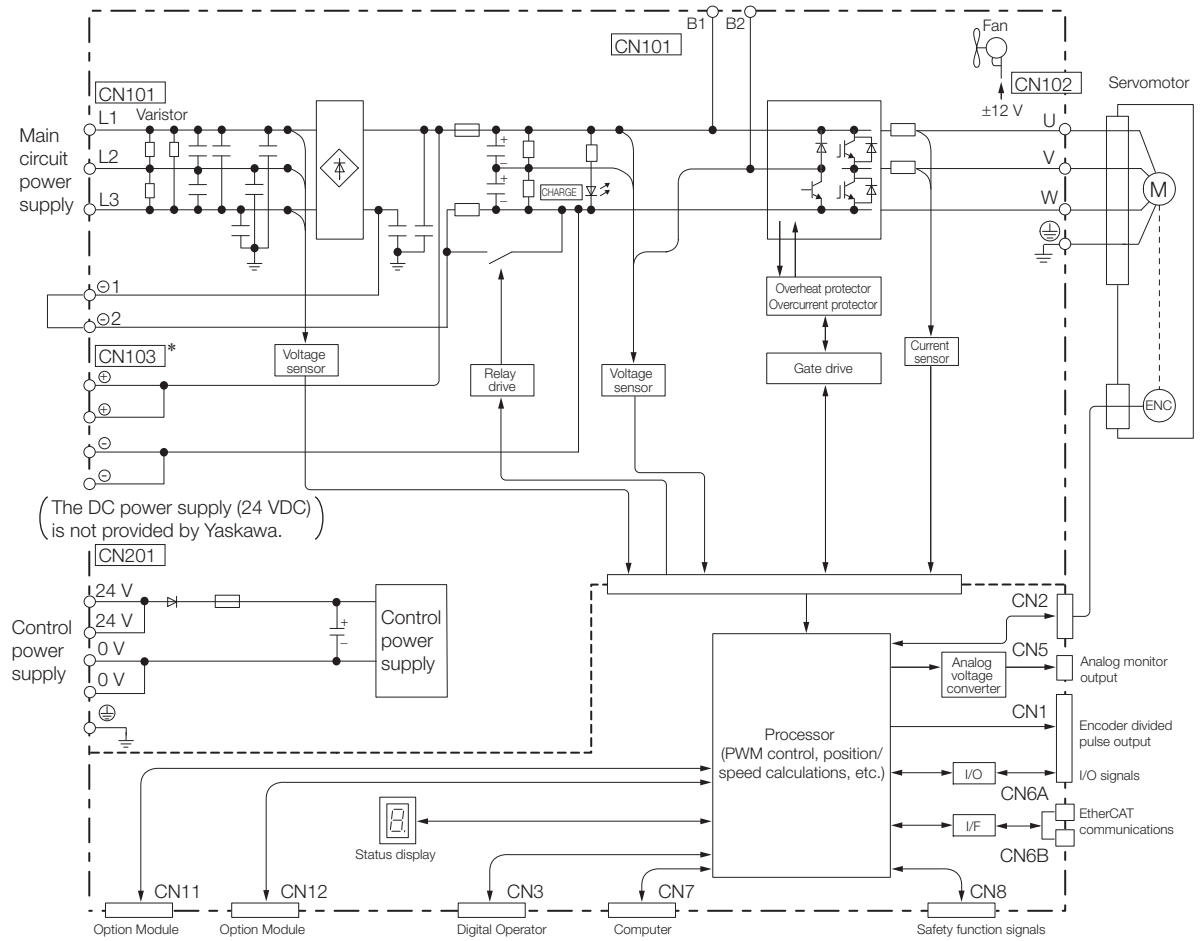 B1 B2
Fan
CN101
CN102
±12 V
Servomotor
CN101
Varistor
Main
circuit
power
supply
L1
L2
L3
+
−
+
−
CHARGE
U
V
W
M
⊖1
⊖2
Overheat protector
Overcurrent protector
CN103 *
Voltage
sensor
Relay
drive
Voltage
sensor
Gate drive
Current
sensor
⊕
⊕
⊖
⊖
ENC
(The DC power supply (24 VDC)
is not provided by Yaskawa.)
CN201
Control
power
supply
24 V
24 V
0 V
0 V
+
−
Control
power
supply
CN2
CN5
Analog
voltage
converter
Analog monitor
output
CN1
Encoder divided
pulse output
Processor
(PWM control, position/
speed calculations, etc.)
I/O
I/O signals
CN6A
I/F
EtherCAT
communications
CN6B
8.
Status display
CN11
CN12
CN3
CN7
CN8
Option Module
Option Module
Digital Operator
Computer
Safety function signals